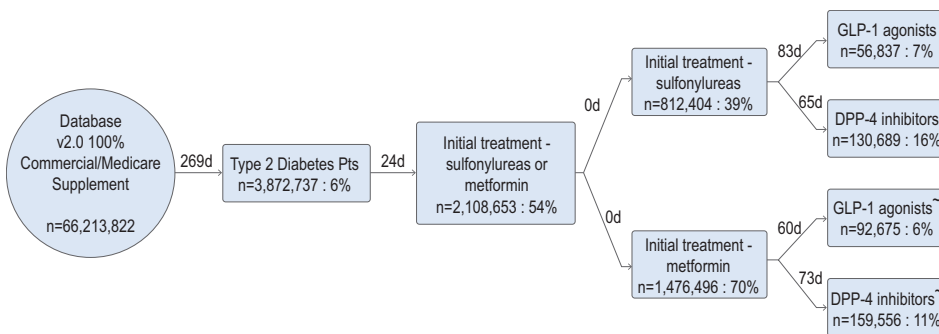 Database
v2.0 100%
Commercial/Medicare
Supplement
n=66,213,822
269d
Type 2 Diabetes Pts
n=3,872,737 : 6%
24d
Initial treatment -
sulfonylureas or
metformin
n=2,108,653 : 54%
0d
Initial treatment -
sulfonylureas
n=812,404 : 39%
83d
GLP-1 agonists
n=56,837 : 7%
65d
DPP-4 inhibitors
n=130,689 : 16%
0d
Initial treatment -
metformin
n=1,476,496 : 70%
60d
GLP-1 agonists~
n=92,675 : 6%
73d
DPP-4 inhibitors~
n=159,556 : 11%